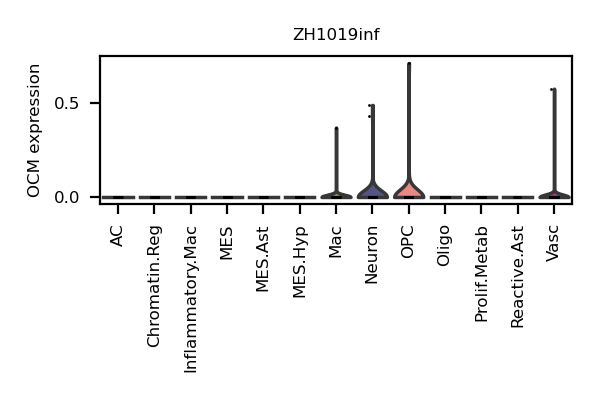 ZH1019inf
OCM expression
0.5
0.0
AC
Chromatin.Reg
Inflammatory.Mac
MES
MES.Ast
MES.Hyp
Mac
Neuron
OPC
Oligo
Prolif.Metab
Reactive.Ast
Vasc